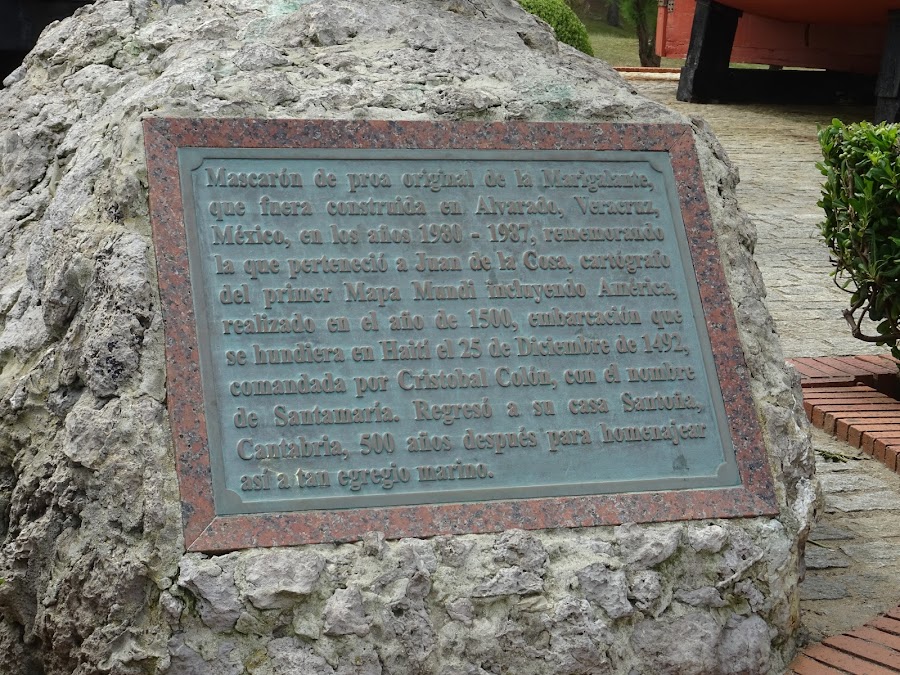 Mascarón de proa original de la Marigalante,
que fuera construida en Alvarado, Veracruz,
México, en los años 1980 - 1987, rememorando
la que perteneció a Juan de la Cosa, cartógrafo
del primer Mapa Mundi incluyendo América,
realizado en el año de 1500, embarcación que
se hundiera en Haití el 25 de Diciembre de 1492,
comandada por Cristobal Colón, con el nombre
de Santamaría. Regresó a su casa Santoña,
Cantabria, 500 años después para homenajear
así a tan egregio marino.